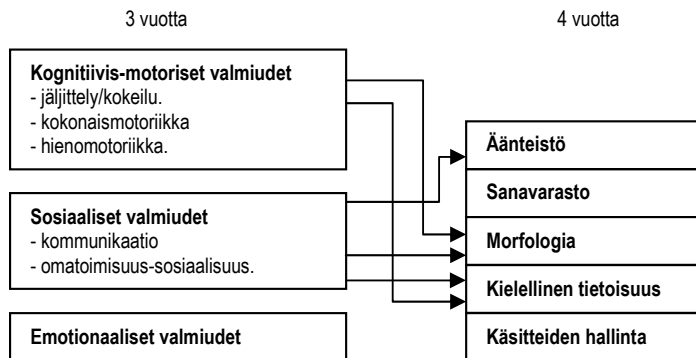 3 vuotta
4 vuotta
Kognitiivis-motoriset valmiudet
- jäljittely/kokeilu.
- kokonaismotoriikka
- hienomotoriikka.
Sosiaaliset valmiudet
- kommunikaatio
- omatoimisuus-sosiaalisuus.
Emotionaaliset valmiudet
Äänteistö
Sanavarasto
Morfologia
Kielellinen tietoisuus
Käsitteiden hallinta